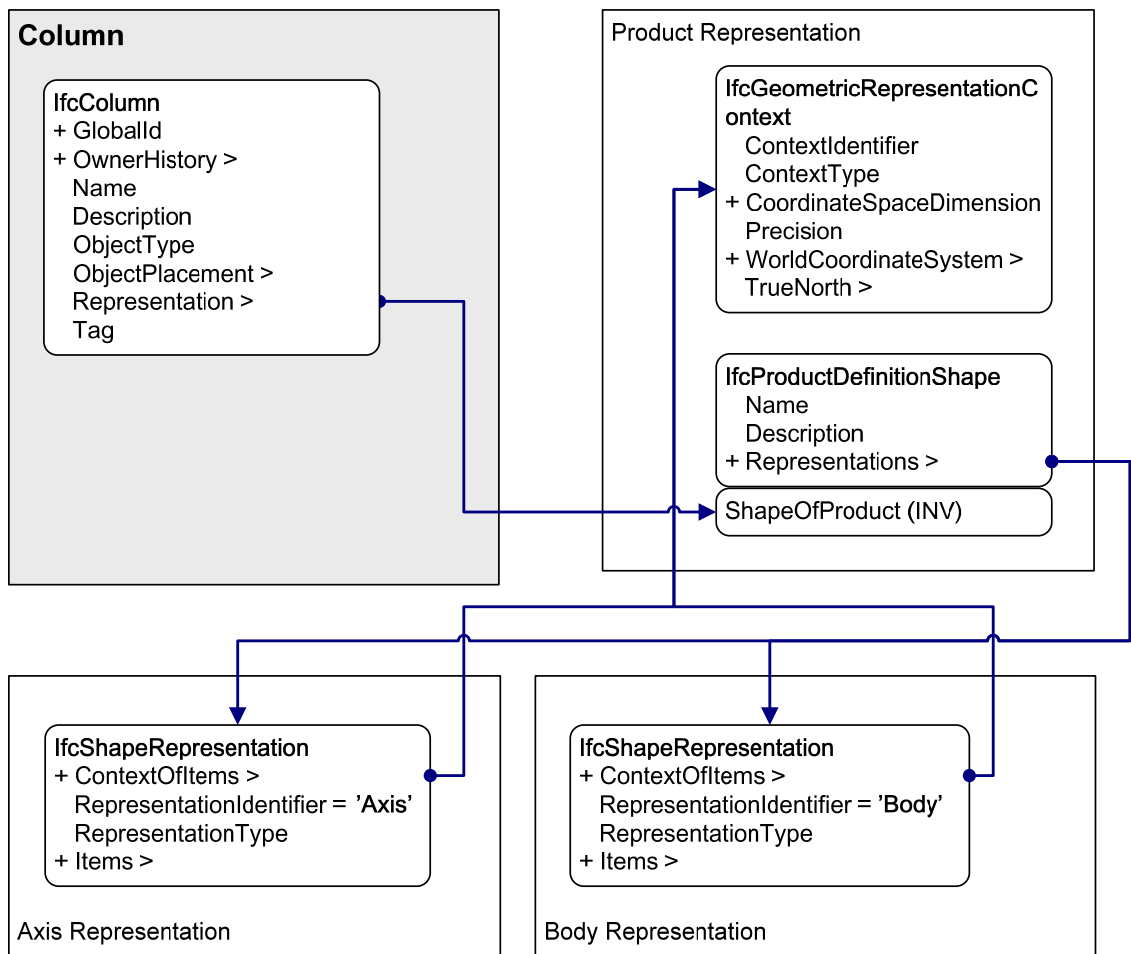 Column
IfcColumn
+ GlobalId
+ OwnerHistory >
Name
Description
ObjectType
ObjectPlacement >
Representation >
Tag
Product Representation
IfcGeometricRepresentationC
ontext
ContextIdentifier
ContextType
+ CoordinateSpaceDimension
Precision
+ WorldCoordinateSystem >
TrueNorth >
IfcProductDefinitionShape
Name
Description
+ Representations >
ShapeOfProduct (INV)
IfcShapeRepresentation
+ ContextOfItems >
RepresentationIdentifier = ’Axis’
RepresentationType
+ Items >
Axis Representation
IfcShapeRepresentation
+ ContextOfItems >
RepresentationIdentifier = ’Body’
RepresentationType
+ Items >
Body Representation